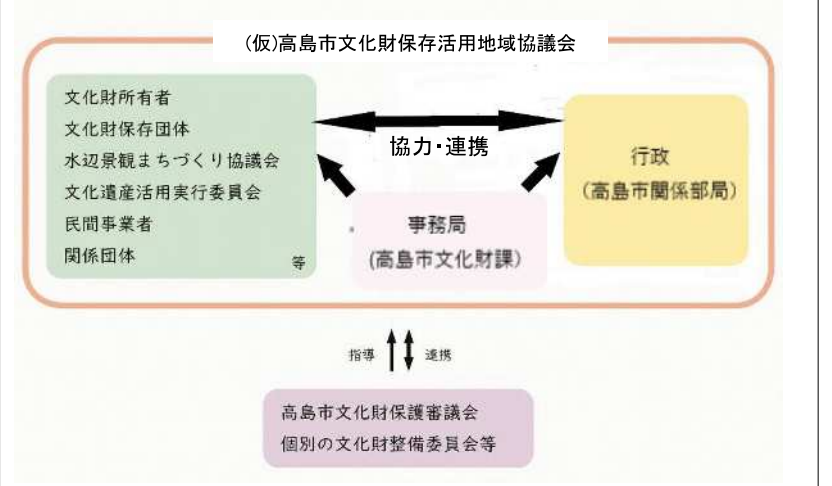 (仮)高島市文化財保存活用地域協議会
文化財所有者
文化財保存団体
水辺景観まちづくり協議会
文化遺産活用実行委員会
民間事業者
関係団体
等
協力・連携
行政
(高島市関係部局)
事務局
(高島市文化財課)
指導
連携
高島市文化財保護審議会
個別の文化財整備委員会等